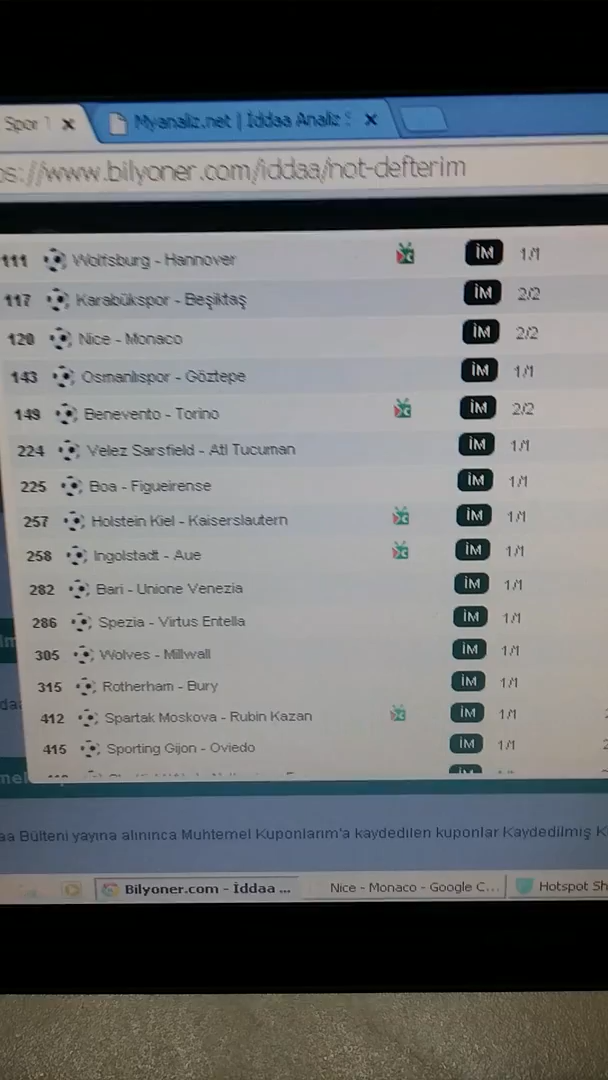 Spor
Myanaliz.net | İddaa Analiz
s://www.bilyoner.com/iddaa/not-defterim
111 Wolfsburg - Hannover İM 1/1
117 Karabükspor - Beşiktaş İM 2/2
120 Nice - Monaco İM 2/2
143 Osmanlıspor - Göztepe İM 1/1
149 Benevento - Torino İM 2/2
224 Velez Sarsfield - Atl Tucuman İM 1/1
225 Boa - Figueirense İM 1/1
257 Holstein Kiel - Kaiserslautern İM 1/1
258 Ingolstadt - Aue İM 1/1
282 Bari - Unione Venezia İM 1/1
286 Spezia - Virtus Entella İM 1/1
305 Wolves - Millwall İM 1/1
315 Rotherham - Bury İM 1/1
412 Spartak Moskova - Rubin Kazan İM 1/1
415 Sporting Gijon - Oviedo İM 1/1
aa Bülteni yayına alınınca Muhtemel Kuponlarım'a kaydedilen kuponlar Kaydedilmiş K
Bilyoner.com - İddaa ... Nice - Monaco - Google C... Hotspot Sh